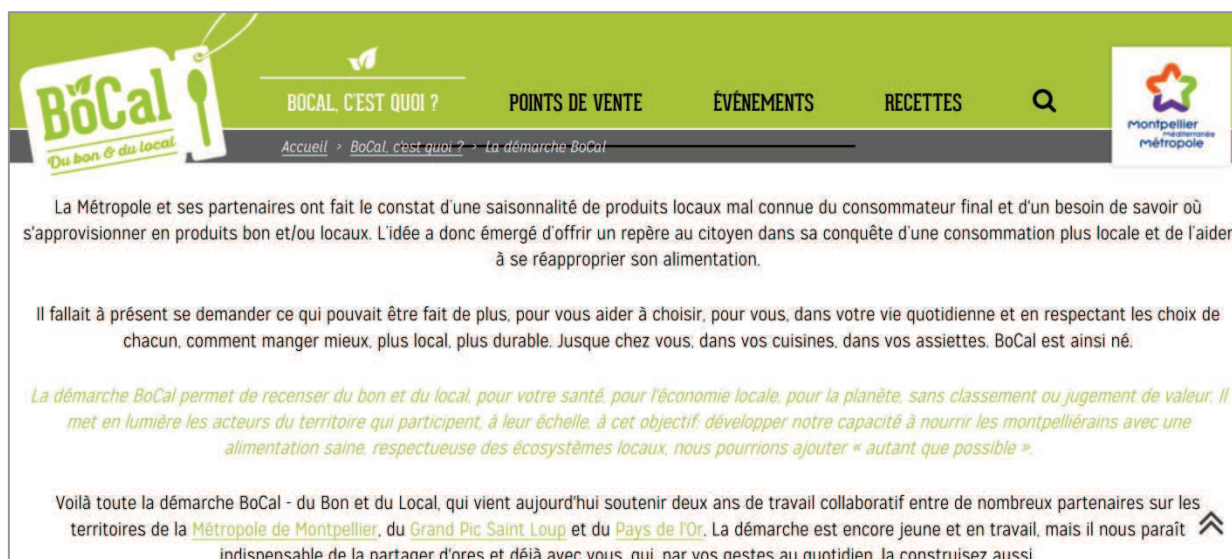 BoCal
Du bon & du local
BOCAL, C'EST QUOI ?
POINTS DE VENTE
ÉVÉNEMENTS
RECETTES
montpellier
méditerranée
métropole
Accueil > BoCal, c'est quoi ? > La démarche BoCal
La Métropole et ses partenaires ont fait le constat d'une saisonnalité de produits locaux mal connue du consommateur final et d'un besoin de savoir où
s'approvisionner en produits bon et/ou locaux. L'idée a donc émergé d'offrir un repère au citoyen dans sa conquête d'une consommation plus locale et de l'aider
à se réapproprier son alimentation.
Il fallait à présent se demander ce qui pouvait être fait de plus, pour vous aider à choisir, pour vous, dans votre vie quotidienne et en respectant les choix de
chacun, comment manger mieux, plus local, plus durable. Jusque chez vous, dans vos cuisines, dans vos assiettes. BoCal est ainsi né.
La démarche BoCal permet de recenser du bon et du local, pour votre santé, pour l'économie locale, pour la planète, sans classement ou jugement de valeur. Il
met en lumière les acteurs du territoire qui participent, à leur échelle, à cet objectif: développer notre capacité à nourrir les montpelliérains avec une
alimentation saine, respectueuse des écosystèmes locaux, nous pourrions ajouter « autant que possible ».
Voilà toute la démarche BoCal - du Bon et du Local, qui vient aujourd'hui soutenir deux ans de travail collaboratif entre de nombreux partenaires sur les
territoires de la Métropole de Montpellier, du Grand Pic Saint Loup et du Pays de l'Or. La démarche est encore jeune et en travail, mais il nous paraît
indispensable de la partager d'ores et déjà avec vous, qui, par vos gestes au quotidien, la construisez aussi